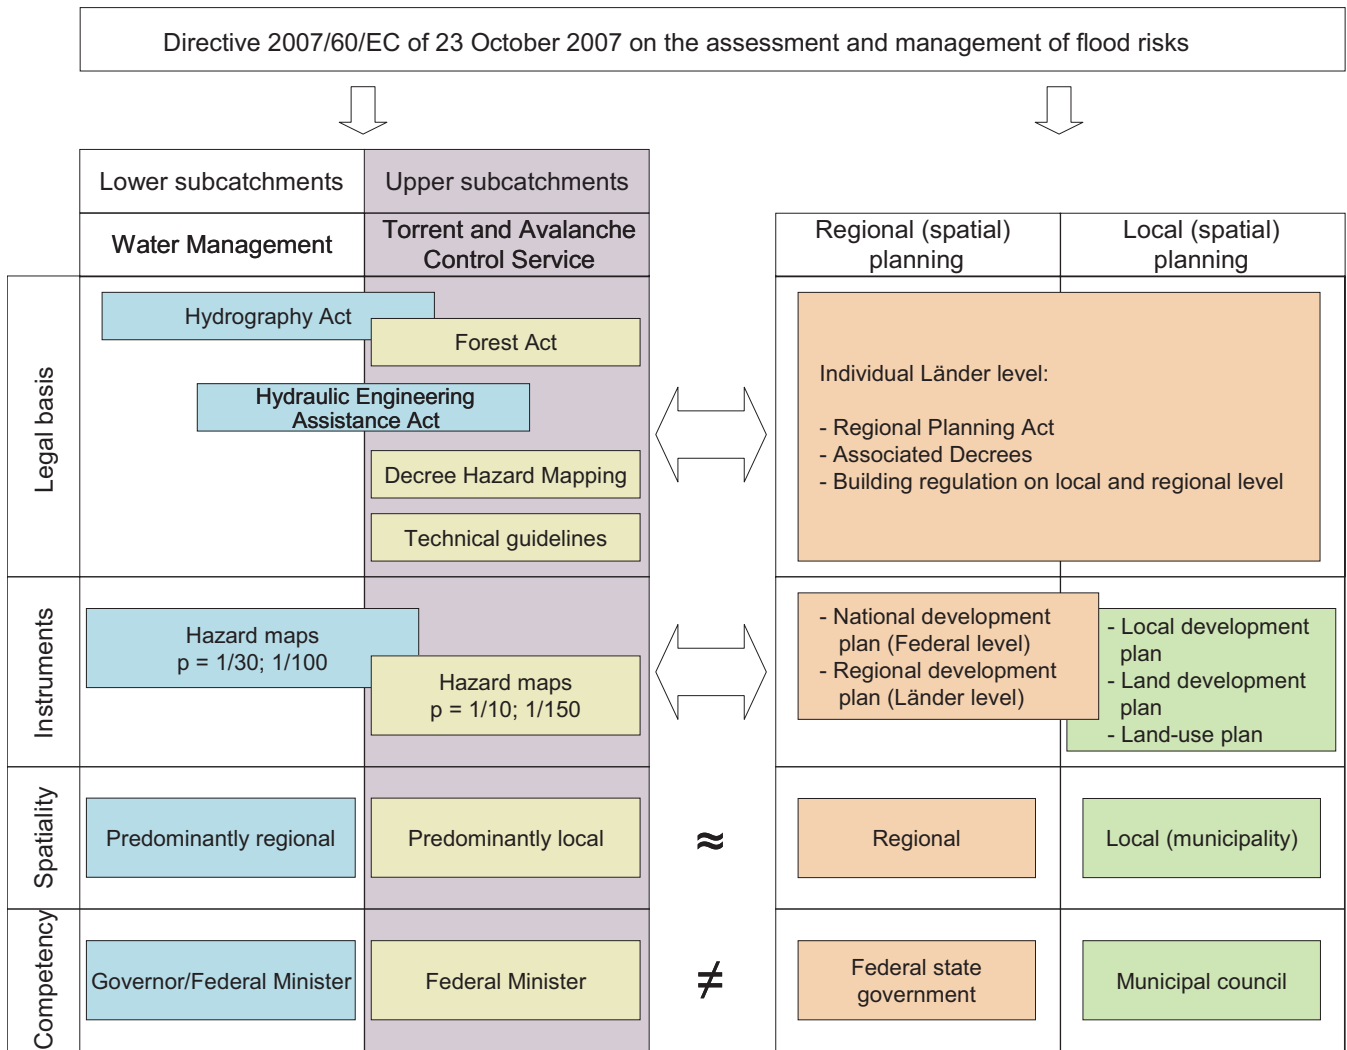 Directive 2007/60/EC of 23 October 2007 on the assessment and management of flood risks
Lower subcatchments
Upper subcatchments
Water Management
Torrent and Avalanche
Control Service
Regional (spatial)
planning
Local (spatial)
planning
Legal basis
Hydrography Act
Forest Act
Hydraulic Engineering
Assistance Act
Decree Hazard Mapping
Technical guidelines
Individual Länder level:
- Regional Planning Act
- Associated Decrees
- Building regulation on local and regional level
Instruments
Hazard maps
p = 1/30; 1/100
Hazard maps
p = 1/10; 1/150
- National development
plan (Federal level)
- Regional development
plan (Länder level)
- Local development
plan
- Land development
plan
- Land-use plan
Spatiality
Predominantly regional
Predominantly local
≈
Regional
Local (municipality)
Competency
Governor/Federal Minister
Federal Minister
≠
Federal state
government
Municipal council